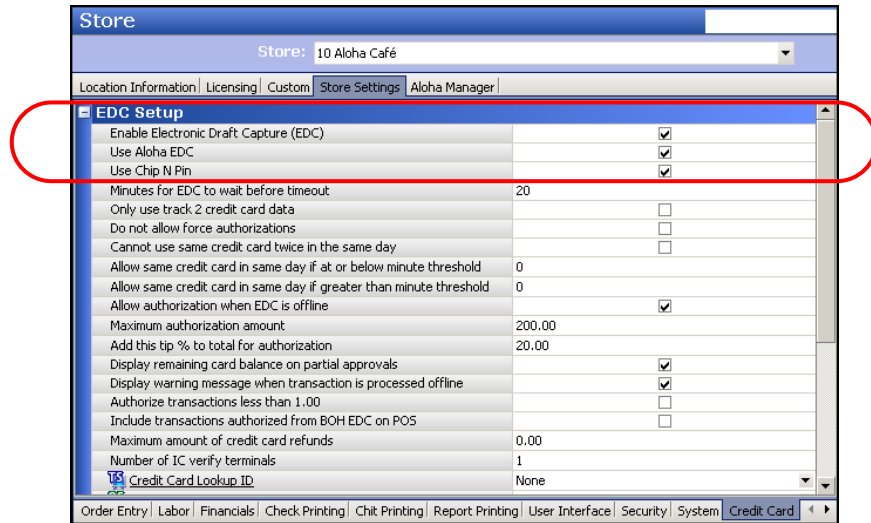 Store
Store: 10 Aloha Café
Location Information Licensing Custom Store Settings Aloha Manager
EDC Setup
Enable Electronic Draft Capture (EDC)
Use Aloha EDC
Use Chip N Pin
Minutes for EDC to wait before timeout 20
Only use track 2 credit card data
Do not allow force authorizations
Cannot use same credit card twice in the same day
Allow same credit card in same day if at or below minute threshold 0
Allow same credit card in same day if greater than minute threshold 0
Allow authorization when EDC is offline
Maximum authorization amount 200.00
Add this tip % to total for authorization 20.00
Display remaining card balance on partial approvals
Display warning message when transaction is processed offline
Authorize transactions less than 1.00
Include transactions authorized from BOH EDC on POS
Maximum amount of credit card refunds 0.00
Number of IC verify terminals 1
Credit Card Lookup ID None
Order Entry Labor Financials Check Printing Chit Printing Report Printing User Interface Security System Credit Card